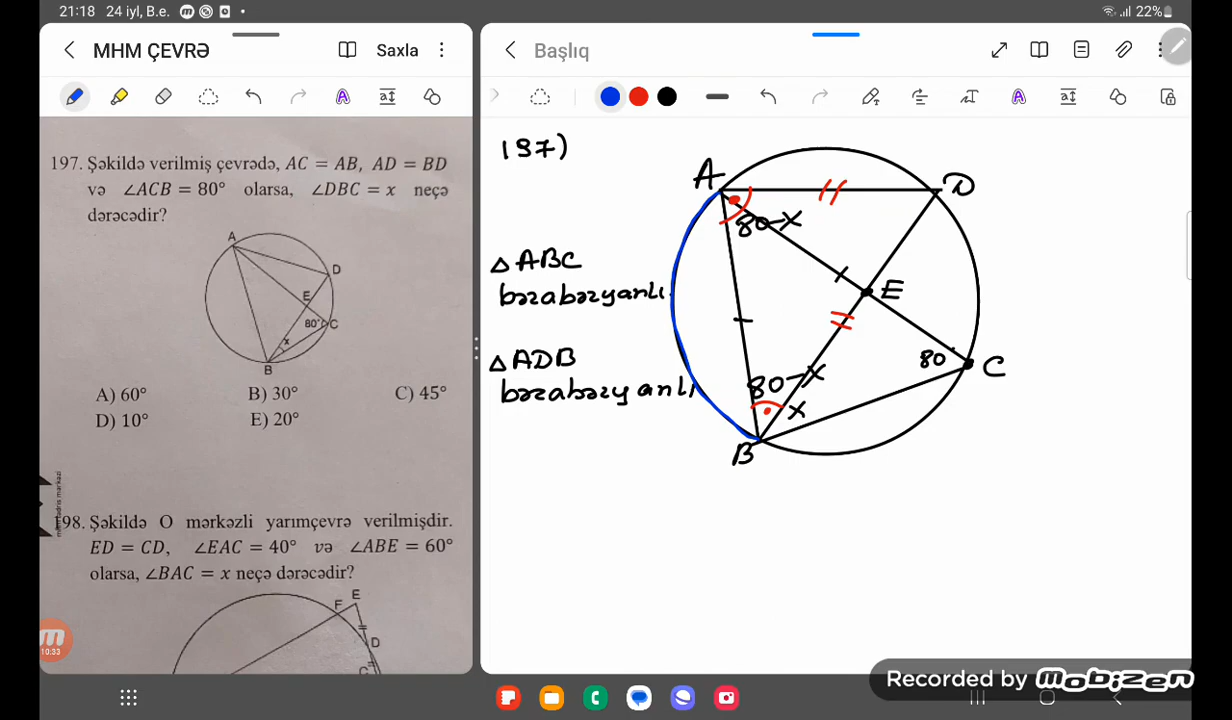 21:18 24 iyl, B.e.
22%
MHM ÇEVRƏ
Saxla
Başlıq
197. Şəkildə verilmiş çevrədə, AC = AB, AD = BD
və ∠ACB = 80° olarsa, ∠DBC = x neçə
dərəcədir?
A
D
E
80°
C
x
B
A) 60° B) 30° C) 45°
D) 10° E) 20°
198. Şəkildə O mərkəzli yarımçevrə verilmişdir.
ED = CD, ∠EAC = 40° və ∠ABE = 60°
olarsa, ∠BAC = x neçə dərəcədir?
E
F
D
C
m
10:33
197)
A
D
80-x
△ABC
bərabəryanlı
E
△ADB
bərabəryanlı
80
C
80-x
x
B
Recorded by mobizen